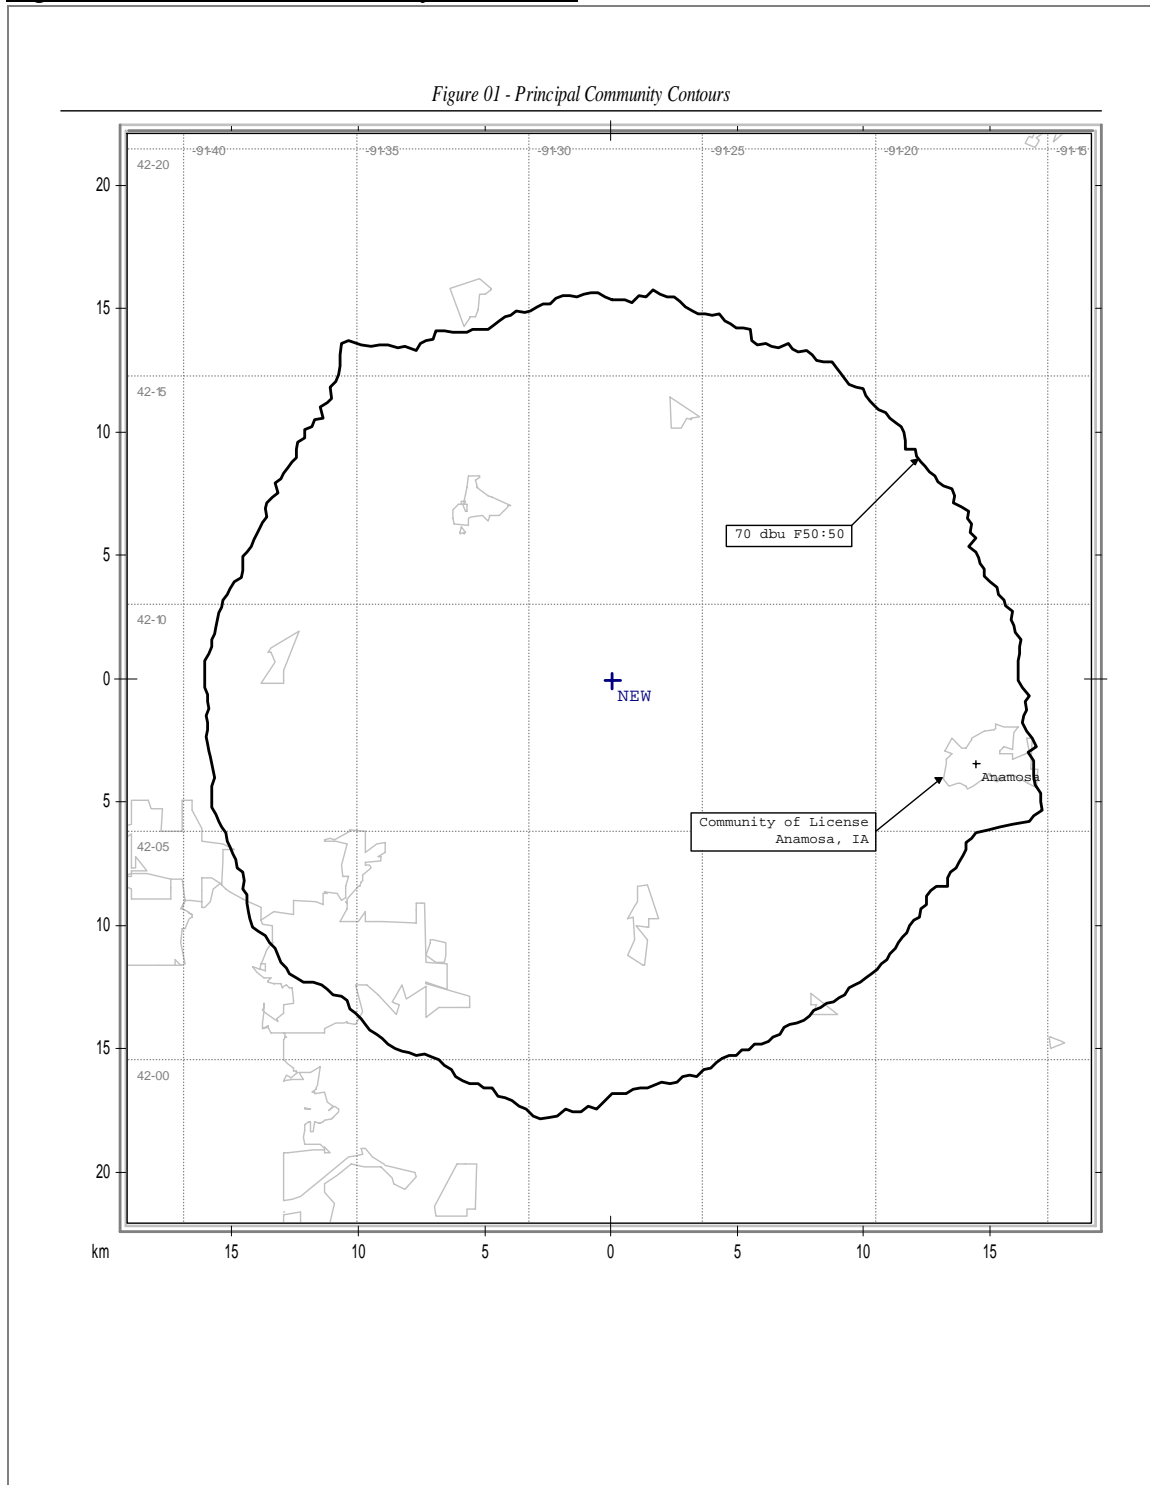 Figure 01 - Principal Community Contours
-91-40 -91-35 -91-30 -91-25 -91-20 -91-15
42-20
20
15
42-15
10
70 dbu F50:50
5
42-10
0
NEW
Anamosa
5
Community of License
Anamosa, IA
42-05
10
15
42-00
20
km 15 10 5 0 5 10 15